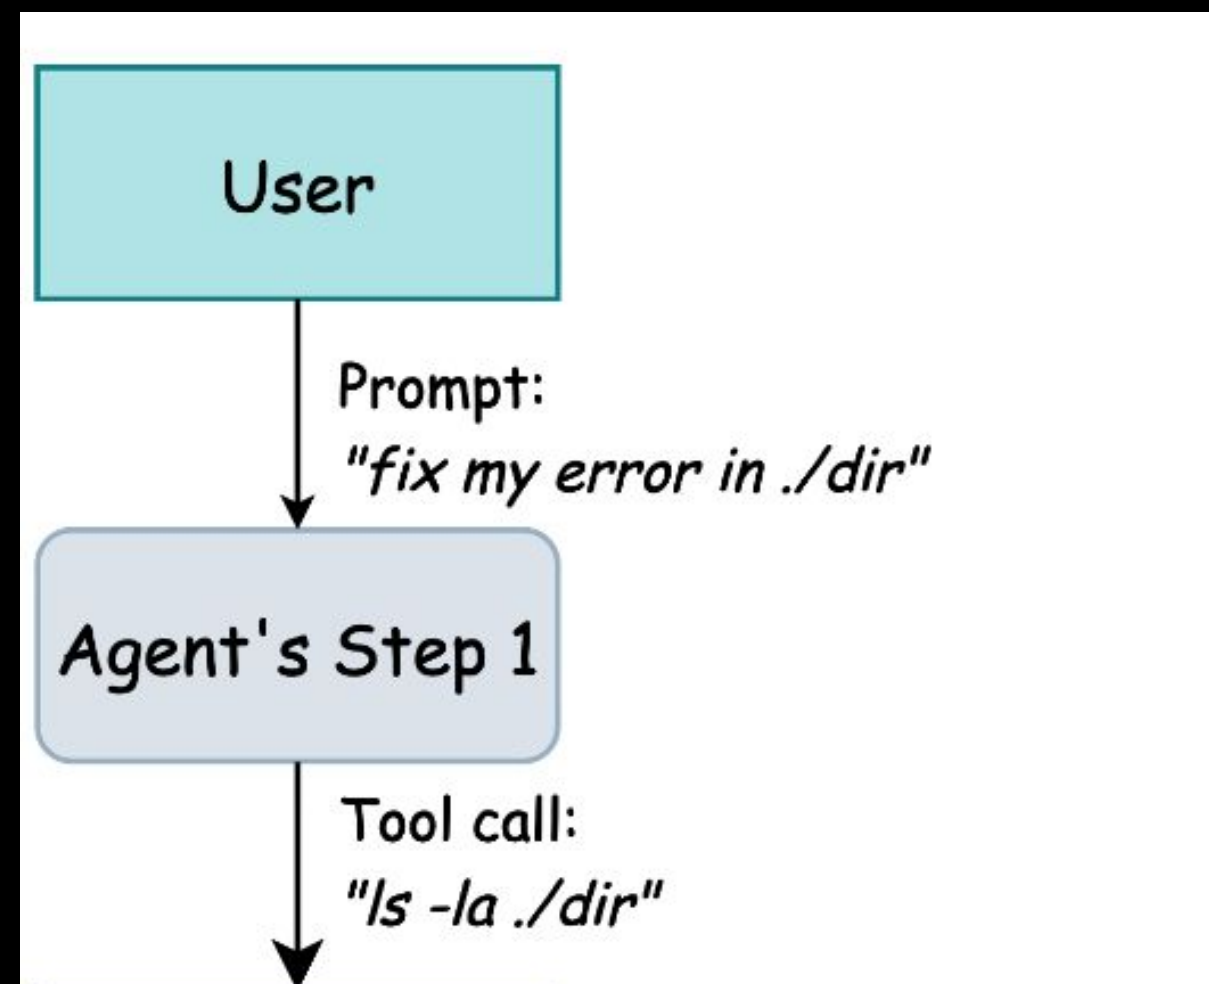 User
Prompt:
"fix my error in ./dir"
Agent's Step 1
Tool call:
"ls -la ./dir"